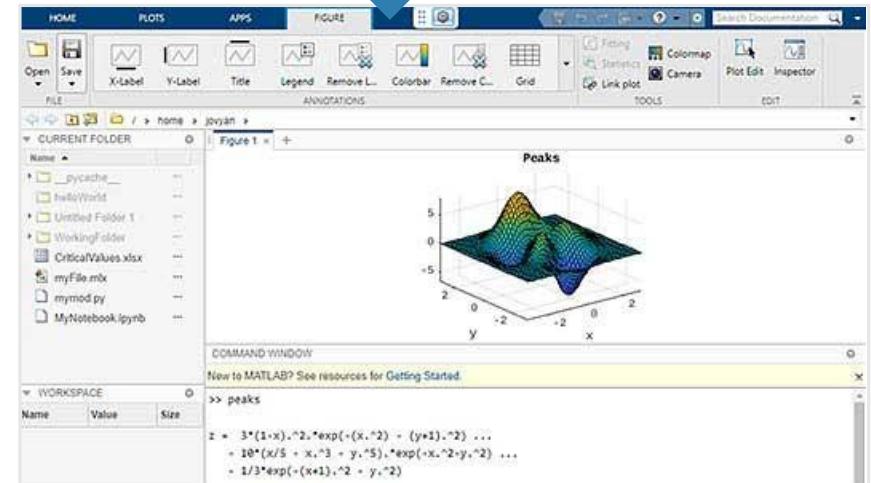 HOME PLOTS APPS FIGURE Search Documentation
Open Save X-Label Y-Label Title Legend Remove L... Colorbar Remove C... Grid Fitting Statistics Link plot Colormap Camera Plot Edit Inspector
FILE ANNOTATIONS TOOLS EDIT
/ home jovyan
CURRENT FOLDER
Name
__pycache__
helloWorld
Untitled Folder 1
WorkingFolder
CriticalValues.xlsx
myFile.mlx
mymod.py
MyNotebook.ipynb
WORKSPACE
Name Value Size
Figure 1 × +
Peaks
5
0
-5
2 0 -2
y
-2 0 2
x
COMMAND WINDOW
New to MATLAB? See resources for Getting Started.
>> peaks
z = 3*(1-x).^2.*exp(-(x.^2) - (y+1).^2) ...
- 10*(x/5 - x.^3 - y.^5).*exp(-x.^2-y.^2) ...
- 1/3*exp(-(x+1).^2 - y.^2)